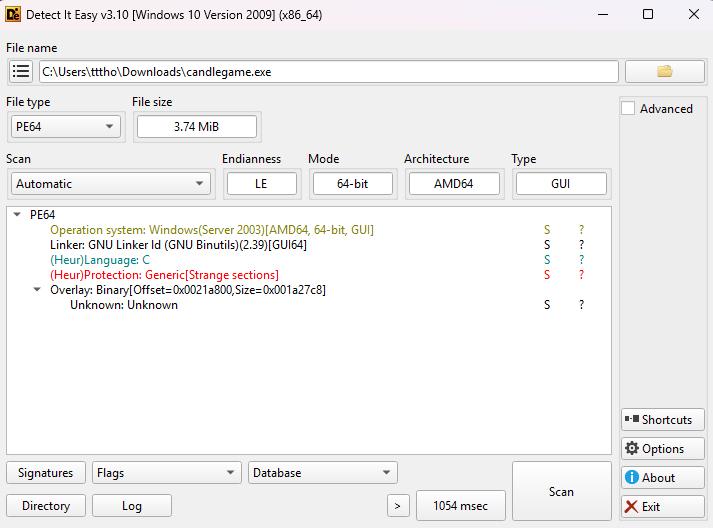 Detect It Easy v3.10 [Windows 10 Version 2009] (x86_64)
File name
C:\Users\tttho\Downloads\candlegame.exe
File type
File size
Advanced
PE64
3.74 MiB
Scan
Endianness
Mode
Architecture
Type
Automatic
LE
64-bit
AMD64
GUI
PE64
Operation system: Windows(Server 2003)[AMD64, 64-bit, GUI] S ?
Linker: GNU Linker ld (GNU Binutils)(2.39)[GUI64] S ?
(Heur)Language: C S ?
(Heur)Protection: Generic[Strange sections] S ?
Overlay: Binary[Offset=0x0021a800,Size=0x001a27c8]
Unknown: Unknown S ?
Shortcuts
Options
About
Exit
Signatures
Flags
Database
Scan
Directory
Log
>
1054 msec